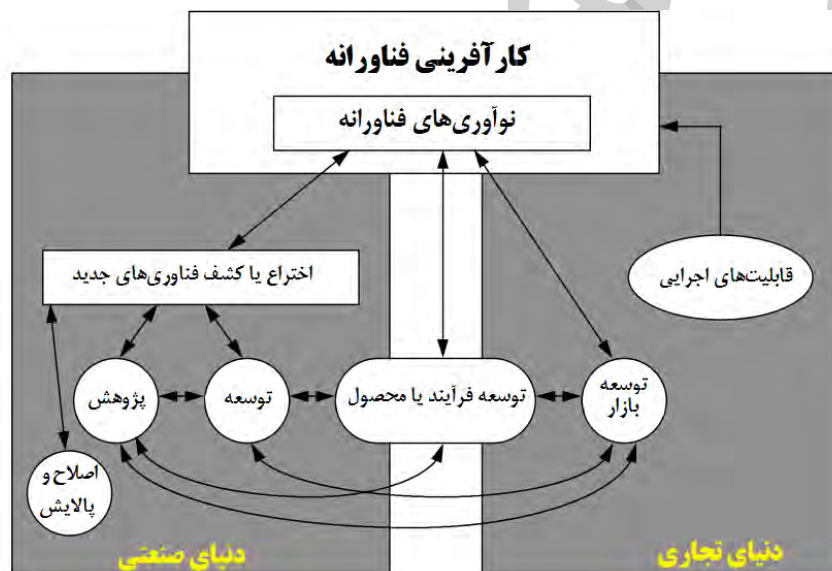 کارآفرینی فناورانه
نوآوری‌های فناورانه
اختراع یا کشف فناوری‌های جدید
قابلیت‌های اجرایی
پژوهش
توسعه
توسعه فرآیند یا محصول
توسعه
بازار
اصلاح و
پالایش
دنیای صنعتی
دنیای تجاری